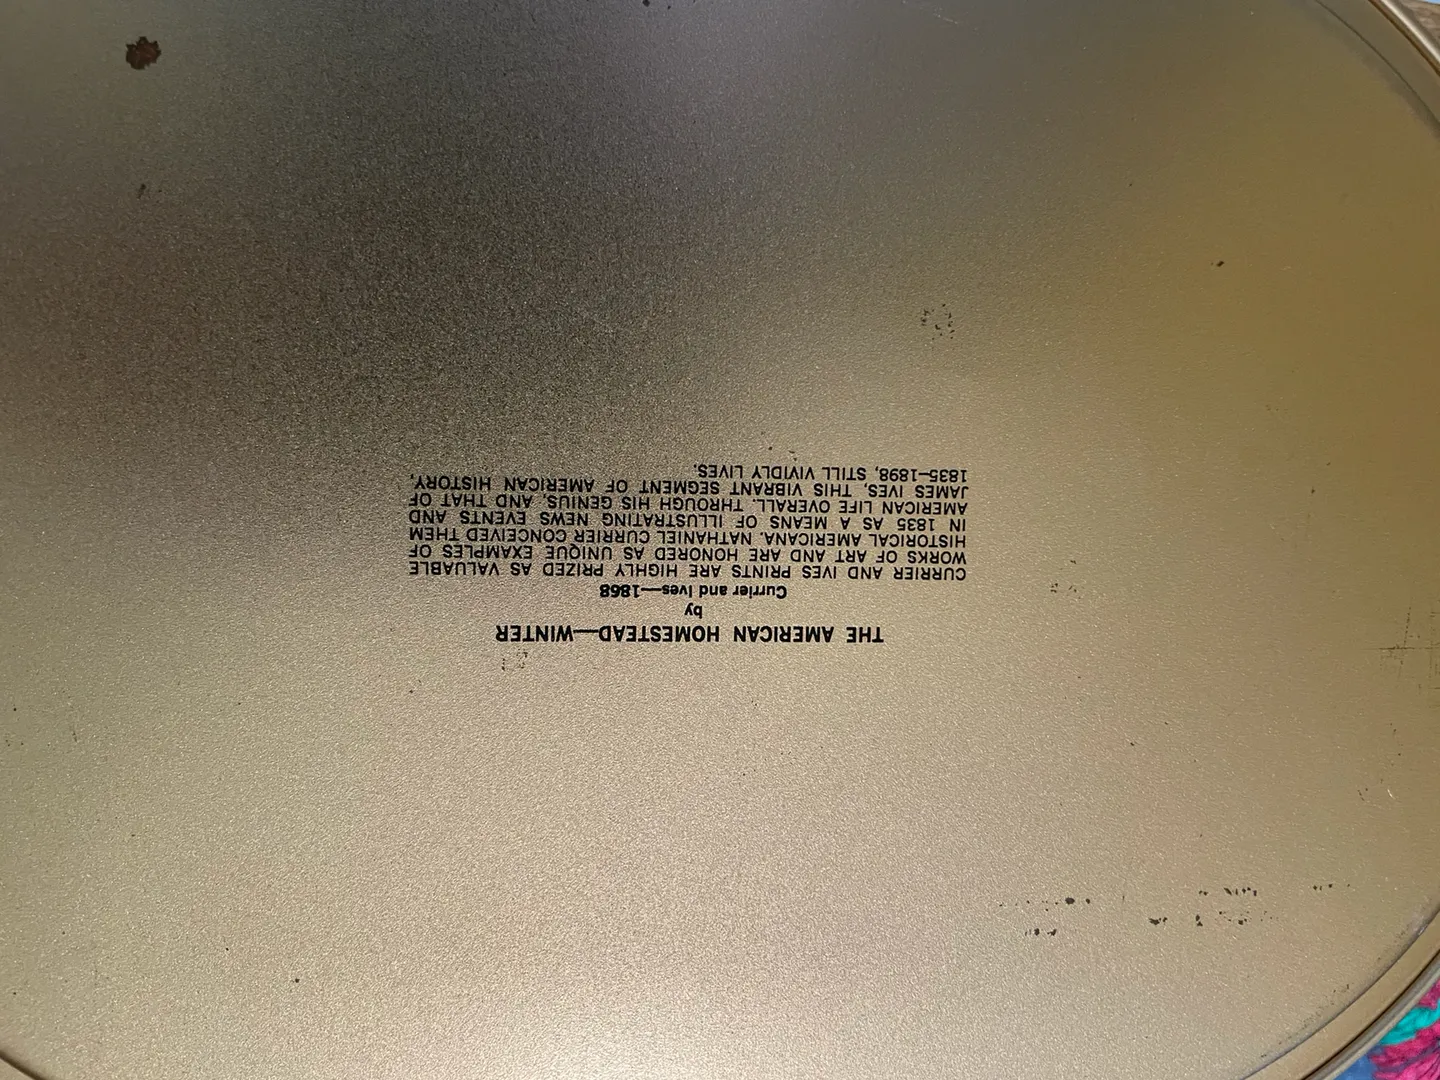 THE AMERICAN HOMESTEAD—WINTER
by
Currier and Ives—1868
CURRIER AND IVES PRINTS ARE HIGHLY PRIZED AS VALUABLE
WORKS OF ART AND ARE HONORED AS UNIQUE EXAMPLES OF
HISTORICAL AMERICANA. NATHANIEL CURRIER CONCEIVED THEM
IN 1835 AS A MEANS OF ILLUSTRATING NEWS EVENTS AND
AMERICAN LIFE OVERALL. THROUGH HIS GENIUS, AND THAT OF
JAMES IVES, THIS VIBRANT SEGMENT OF AMERICAN HISTORY,
1835–1898, STILL VIVIDLY LIVES.